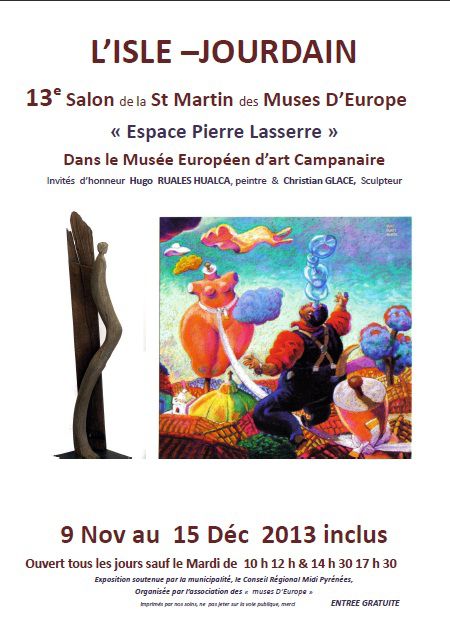 L'ISLE –JOURDAIN
13e Salon de la St Martin des Muses D'Europe
« Espace Pierre Lasserre »
Dans le Musée Européen d'art Campanaire
Invités d'honneur Hugo RUALES HUALCA, peintre & Christian GLACE, Sculpteur
9 Nov au 15 Déc 2013 inclus
Ouvert tous les jours sauf le Mardi de 10 h 12 h & 14 h 30 17 h 30
Exposition soutenue par la municipalité, le Conseil Régional Midi Pyrénées,
Organisée par l'association des « muses D'Europe »
Imprimés par nos soins, ne pas jeter sur la voie publique, merci ENTREE GRATUITE